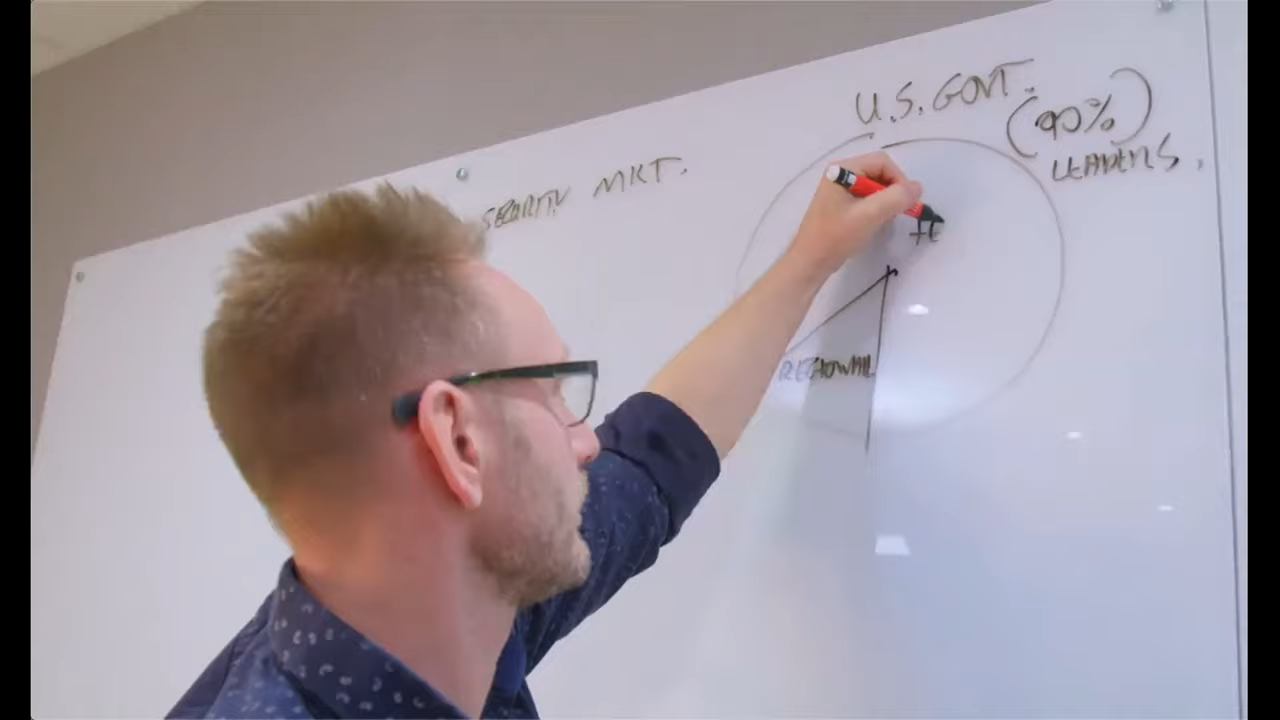 U.S. GOVT.
(90%)
LEADERS.
SECURITY MKT.
REGIONAL